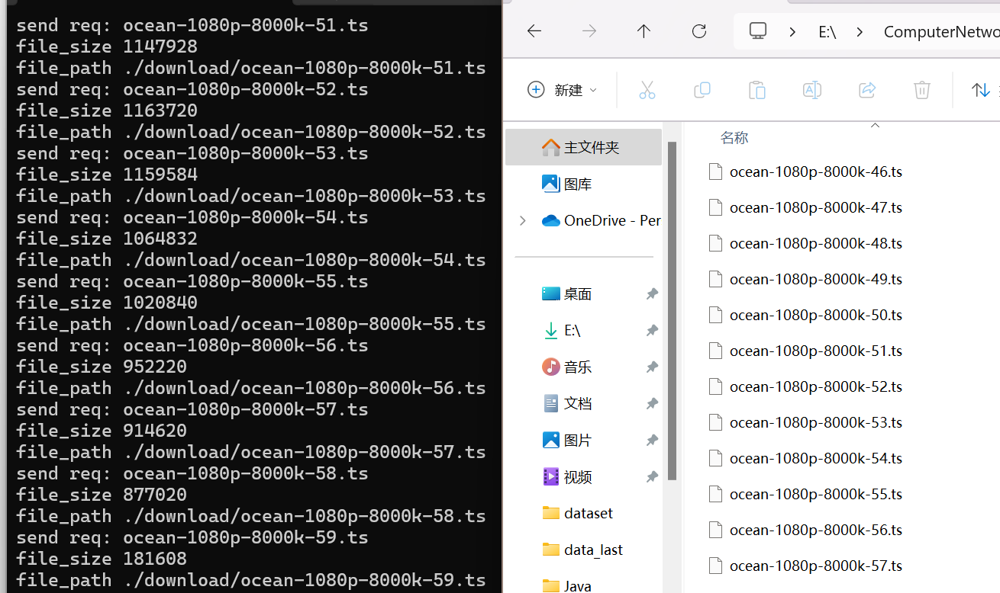 send req: ocean-1080p-8000k-51.ts
file_size 1147928
file_path ./download/ocean-1080p-8000k-51.ts
send req: ocean-1080p-8000k-52.ts
file_size 1163720
file_path ./download/ocean-1080p-8000k-52.ts
send req: ocean-1080p-8000k-53.ts
file_size 1159584
file_path ./download/ocean-1080p-8000k-53.ts
send req: ocean-1080p-8000k-54.ts
file_size 1064832
file_path ./download/ocean-1080p-8000k-54.ts
send req: ocean-1080p-8000k-55.ts
file_size 1020840
file_path ./download/ocean-1080p-8000k-55.ts
send req: ocean-1080p-8000k-56.ts
file_size 952220
file_path ./download/ocean-1080p-8000k-56.ts
send req: ocean-1080p-8000k-57.ts
file_size 914620
file_path ./download/ocean-1080p-8000k-57.ts
send req: ocean-1080p-8000k-58.ts
file_size 877020
file_path ./download/ocean-1080p-8000k-58.ts
send req: ocean-1080p-8000k-59.ts
file_size 181608
file_path ./download/ocean-1080p-8000k-59.ts
E:\ ComputerNetwo
新建
主文件夹
图库
OneDrive - Per
桌面
E:\
音乐
文档
图片
视频
dataset
data_last
Java
名称
ocean-1080p-8000k-46.ts
ocean-1080p-8000k-47.ts
ocean-1080p-8000k-48.ts
ocean-1080p-8000k-49.ts
ocean-1080p-8000k-50.ts
ocean-1080p-8000k-51.ts
ocean-1080p-8000k-52.ts
ocean-1080p-8000k-53.ts
ocean-1080p-8000k-54.ts
ocean-1080p-8000k-55.ts
ocean-1080p-8000k-56.ts
ocean-1080p-8000k-57.ts